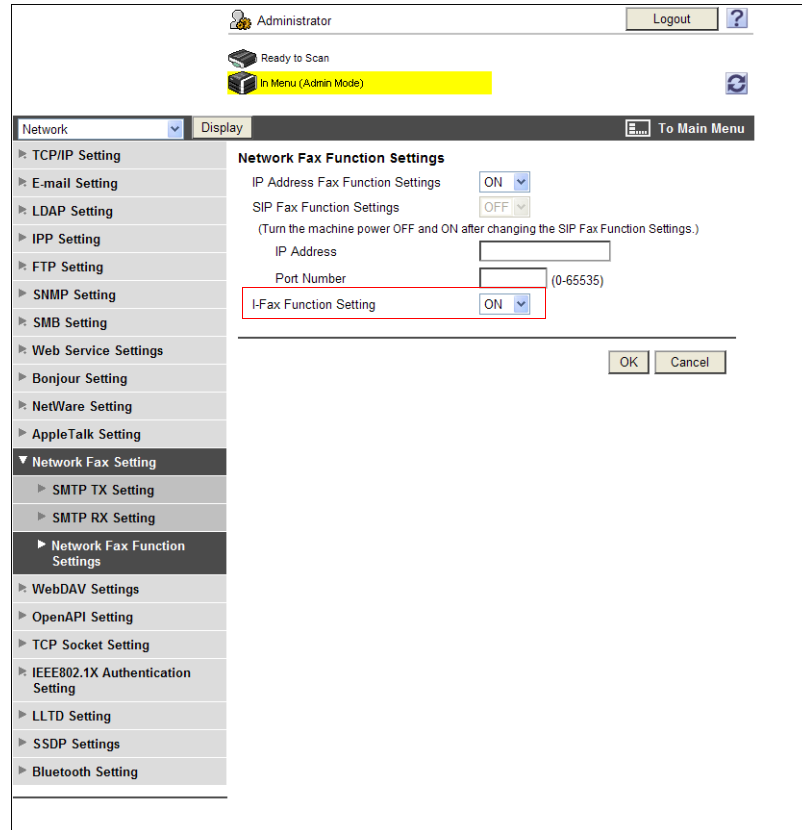 Administrator
Logout
?
Ready to Scan
In Menu (Admin Mode)
Network
Display
To Main Menu
TCP/IP Setting
E-mail Setting
LDAP Setting
IPP Setting
FTP Setting
SNMP Setting
SMB Setting
Web Service Settings
Bonjour Setting
NetWare Setting
AppleTalk Setting
Network Fax Setting
SMTP TX Setting
SMTP RX Setting
Network Fax Function
Settings
WebDAV Settings
OpenAPI Setting
TCP Socket Setting
IEEE802.1X Authentication
Setting
LLTD Setting
SSDP Settings
Bluetooth Setting
Network Fax Function Settings
IP Address Fax Function Settings ON
SIP Fax Function Settings OFF
(Turn the machine power OFF and ON after changing the SIP Fax Function Settings.)
IP Address
Port Number (0-65535)
I-Fax Function Setting ON
OK Cancel